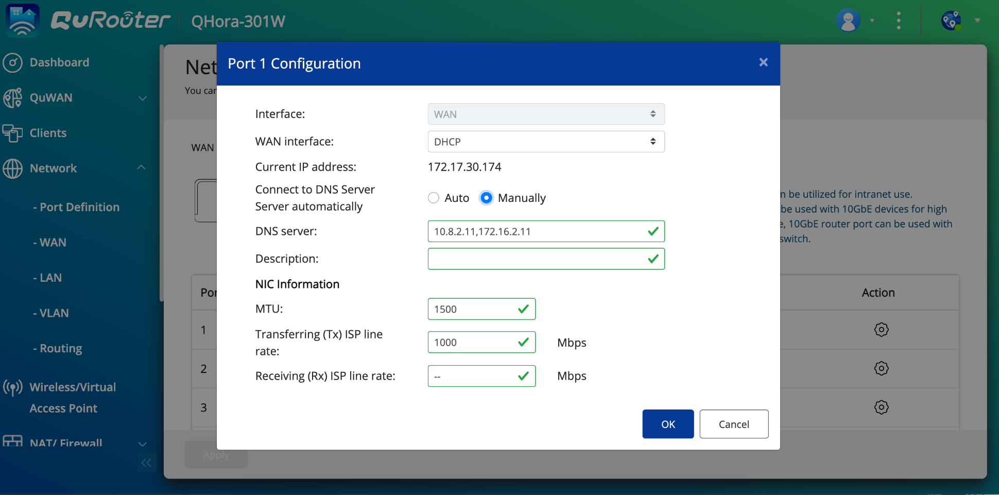 QuRouter QHora-301W
Dashboard
QuWAN
Clients
Network
- Port Definition
- WAN
- LAN
- VLAN
- Routing
Wireless/Virtual
Access Point
NAT/ Firewall
Net
You can
WAN
n be utilized for intranet use.
be used with 10GbE devices for high
e, 10GbE router port can be used with
switch.
Por
Action
1
2
3
Apply
Port 1 Configuration
Interface: WAN
WAN interface: DHCP
Current IP address: 172.17.30.174
Connect to DNS Server
Server automatically
Auto Manually
DNS server: 10.8.2.11,172.16.2.11
Description:
NIC Information
MTU: 1500
Transferring (Tx) ISP line
rate:
1000 Mbps
Receiving (Rx) ISP line rate: -- Mbps
OK Cancel